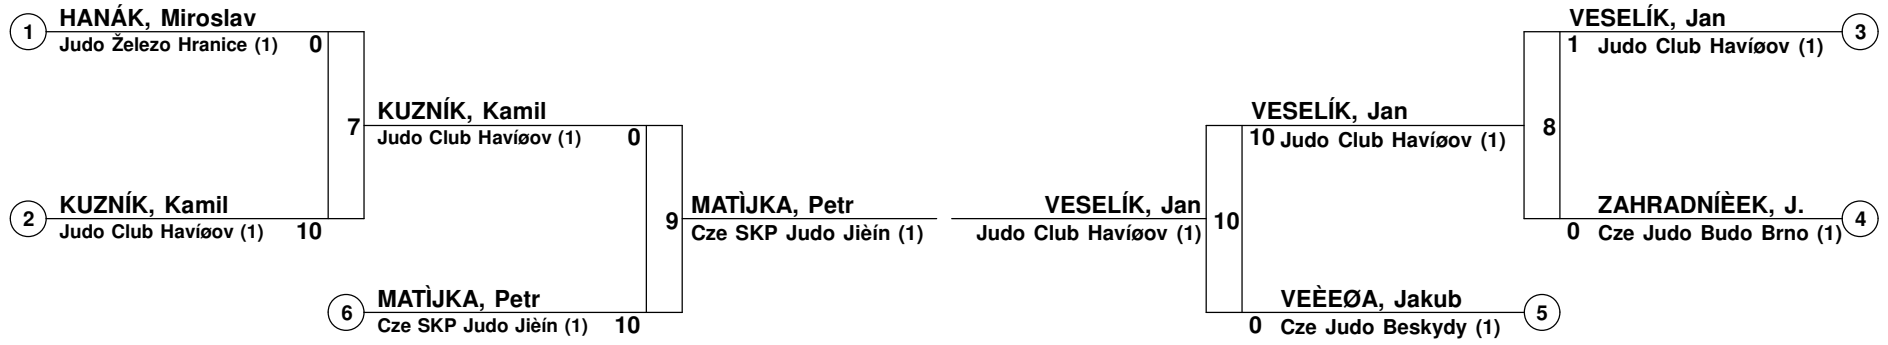 1 HANÁK, Miroslav
Judo Železo Hranice (1) 0
7
2 KUZNÍK, Kamil
Judo Club Havíøov (1) 10
KUZNÍK, Kamil
Judo Club Havíøov (1) 0
9
6 MATÌJKA, Petr
Cze SKP Judo Jièín (1) 10
MATÌJKA, Petr
Cze SKP Judo Jièín (1)
VESELÍK, Jan
Judo Club Havíøov (1)
10
VESELÍK, Jan
10 Judo Club Havíøov (1)
VEÈEØA, Jakub 5
0 Cze Judo Beskydy (1)
8
VESELÍK, Jan 3
1 Judo Club Havíøov (1)
ZAHRADNÍÈEK, J. 4
0 Cze Judo Budo Brno (1)